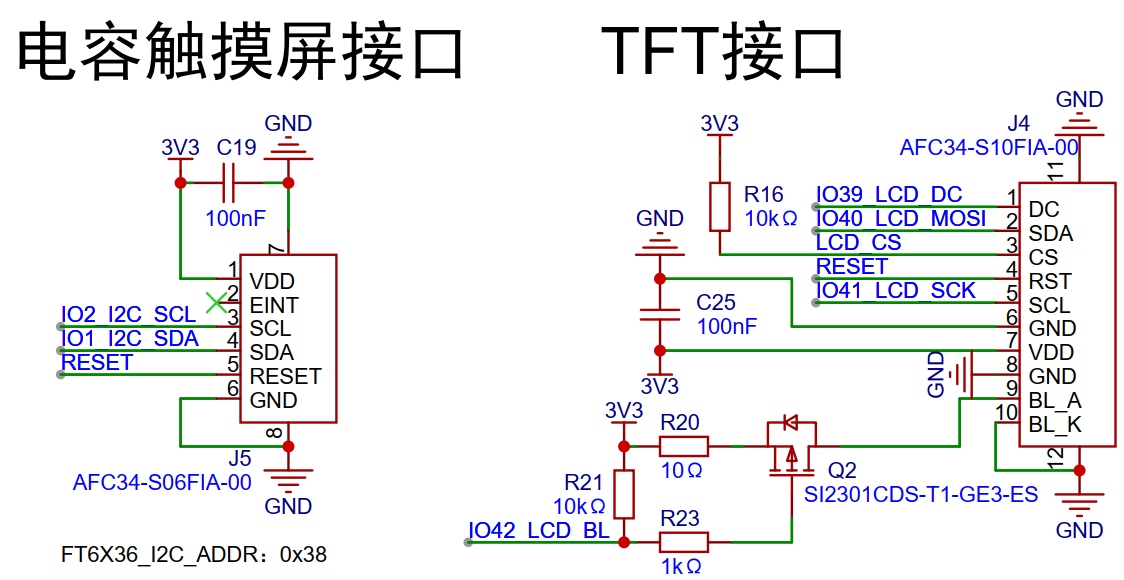 电容触摸屏接口
TFT接口
GND
3V3
C19
100nF
7
1
VDD
2
EINT
IO2_I2C_SCL
3
SCL
IO1_I2C_SDA
4
SDA
RESET
5
RESET
6
GND
8
J5
AFC34-S06FIA-00
GND
FT6X36_I2C_ADDR：0x38
GND
3V3
J4
AFC34-S10FIA-00
11
R16
10kΩ
IO39_LCD_DC
1
DC
IO40_LCD_MOSI
2
SDA
LCD_CS
3
CS
RESET
4
RST
IO41_LCD_SCK
5
SCL
GND
6
GND
C25
100nF
7
VDD
3V3
8
GND
GND
9
BL_A
10
BL_K
12
GND
3V3
R20
10Ω
R21
10kΩ
Q2
SI2301CDS-T1-GE3-ES
IO42_LCD_BL
R23
1kΩ